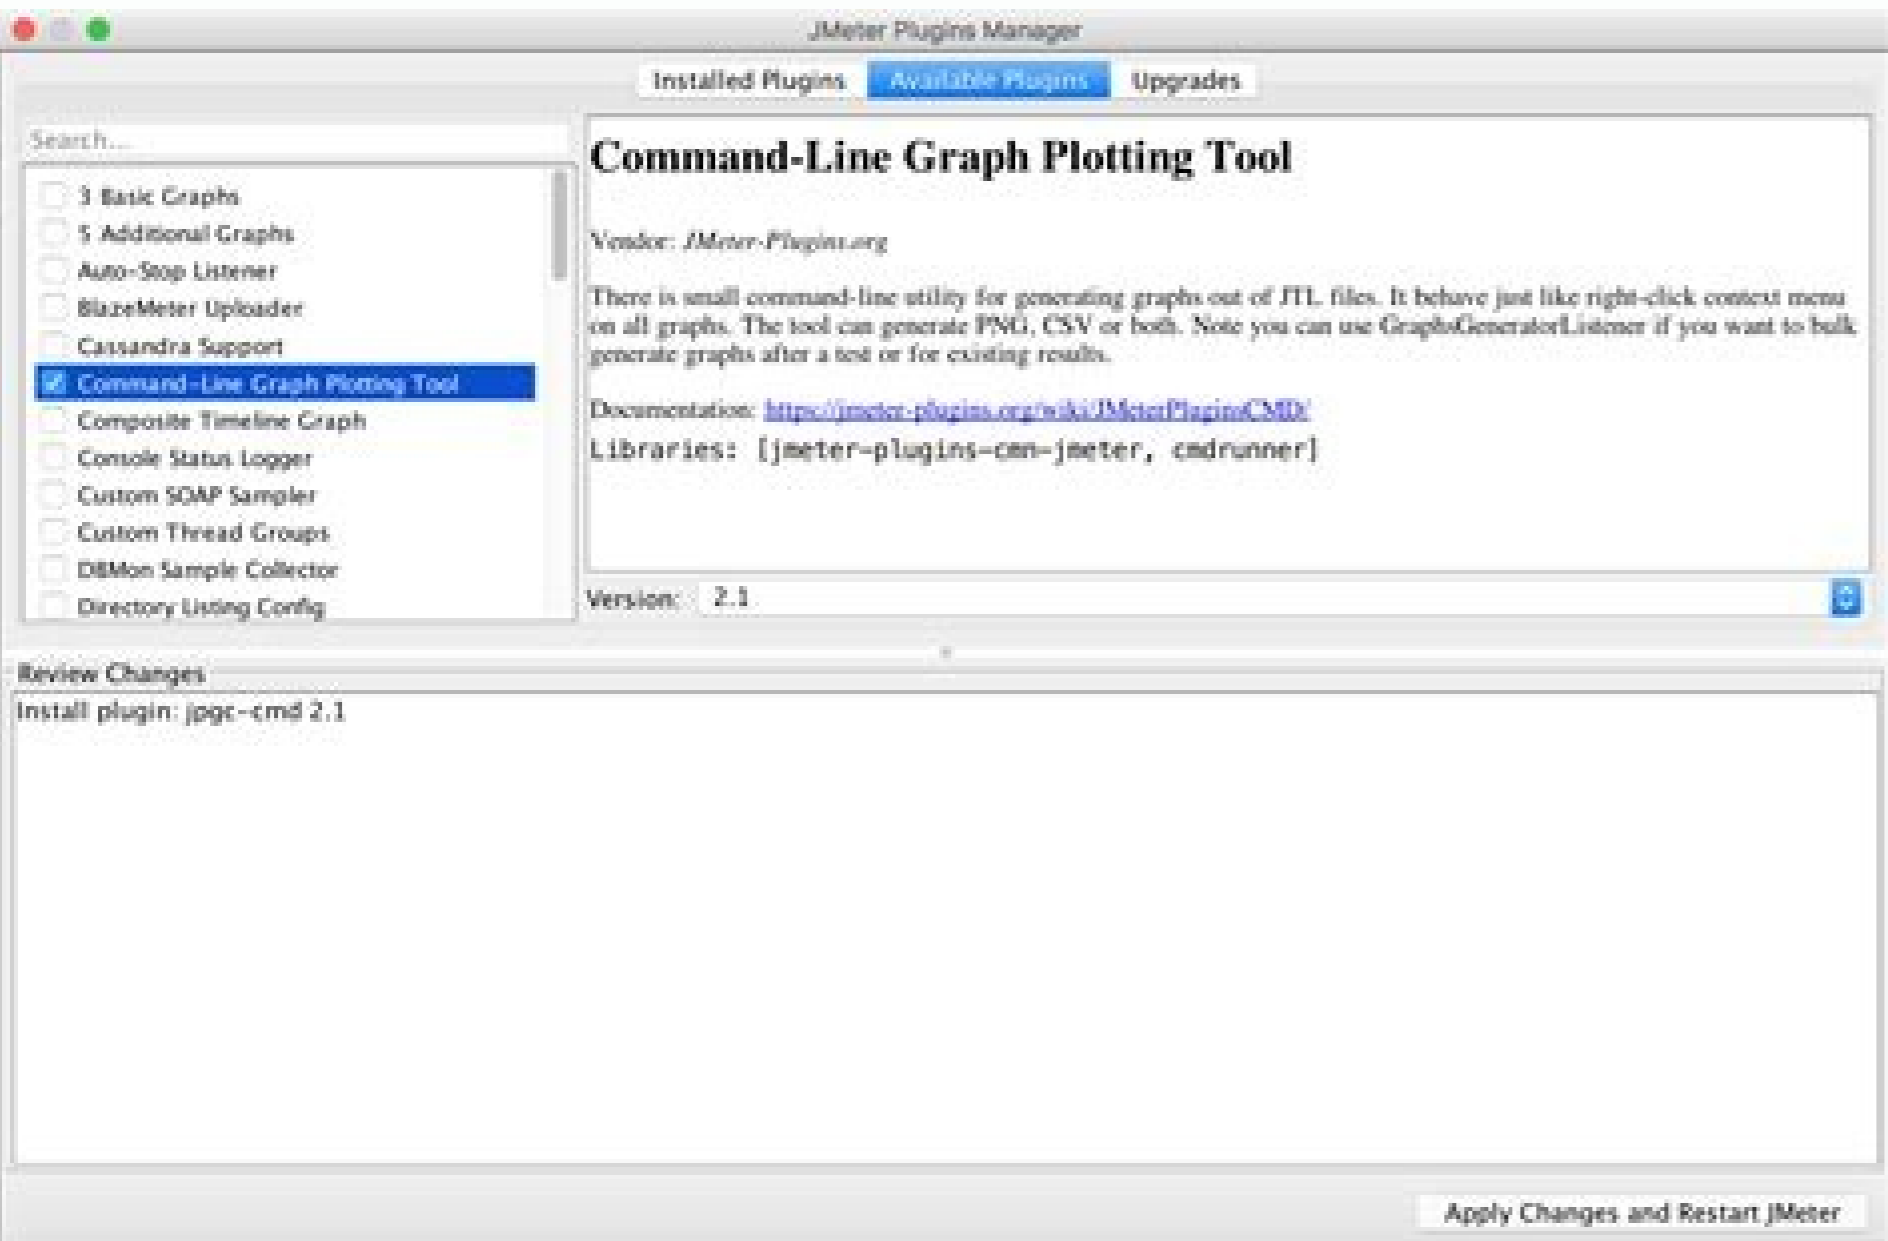 JMeter Plugins Manager
Installed Plugins
Available Plugins
Upgrades
Search...
3 Basic Graphs
5 Additional Graphs
Auto-Stop Listener
BlazeMeter Uploader
Cassandra Support
Command-Line Graph Plotting Tool
Composite Timeline Graph
Console Status Logger
Custom SOAP Sampler
Custom Thread Groups
DBMon Sample Collector
Directory Listing Config
Command-Line Graph Plotting Tool
Vendor: JMeter-Plugins.org
There is small command-line utility for generating graphs out of JTL files. It behave just like right-click context menu
on all graphs. The tool can generate PNG, CSV or both. Note you can use GraphsGeneratorListener if you want to bulk
generate graphs after a test or for existing results.
Documentation: https://jmeter-plugins.org/wiki/JMeterPluginsCMD/
Libraries: [jmeter-plugins-cmn-jmeter, cmdrunner]
Version: 2.1
Review Changes
Install plugin: jpgc-cmd 2.1
Apply Changes and Restart JMeter